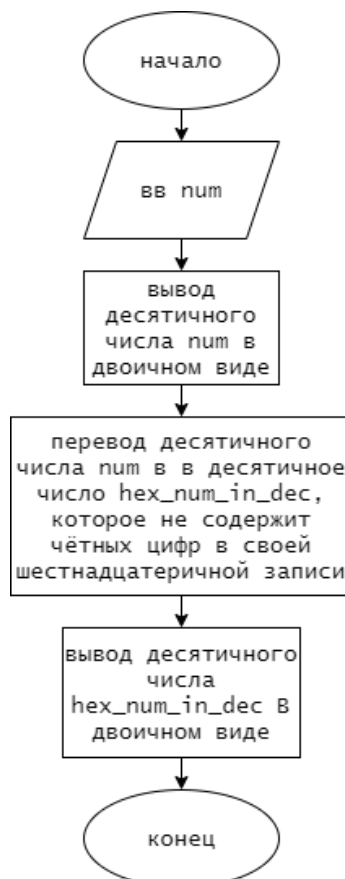 начало
вв num
вывод
десятичного
числа num в
двоичном виде
перевод десятичного
числа num в в десятичное
число hex_num_in_dec,
которое не содержит
чётных цифр в своей
шестнадцатеричной записи
вывод десятичного
числа
hex_num_in_dec В
двоичном виде
конец